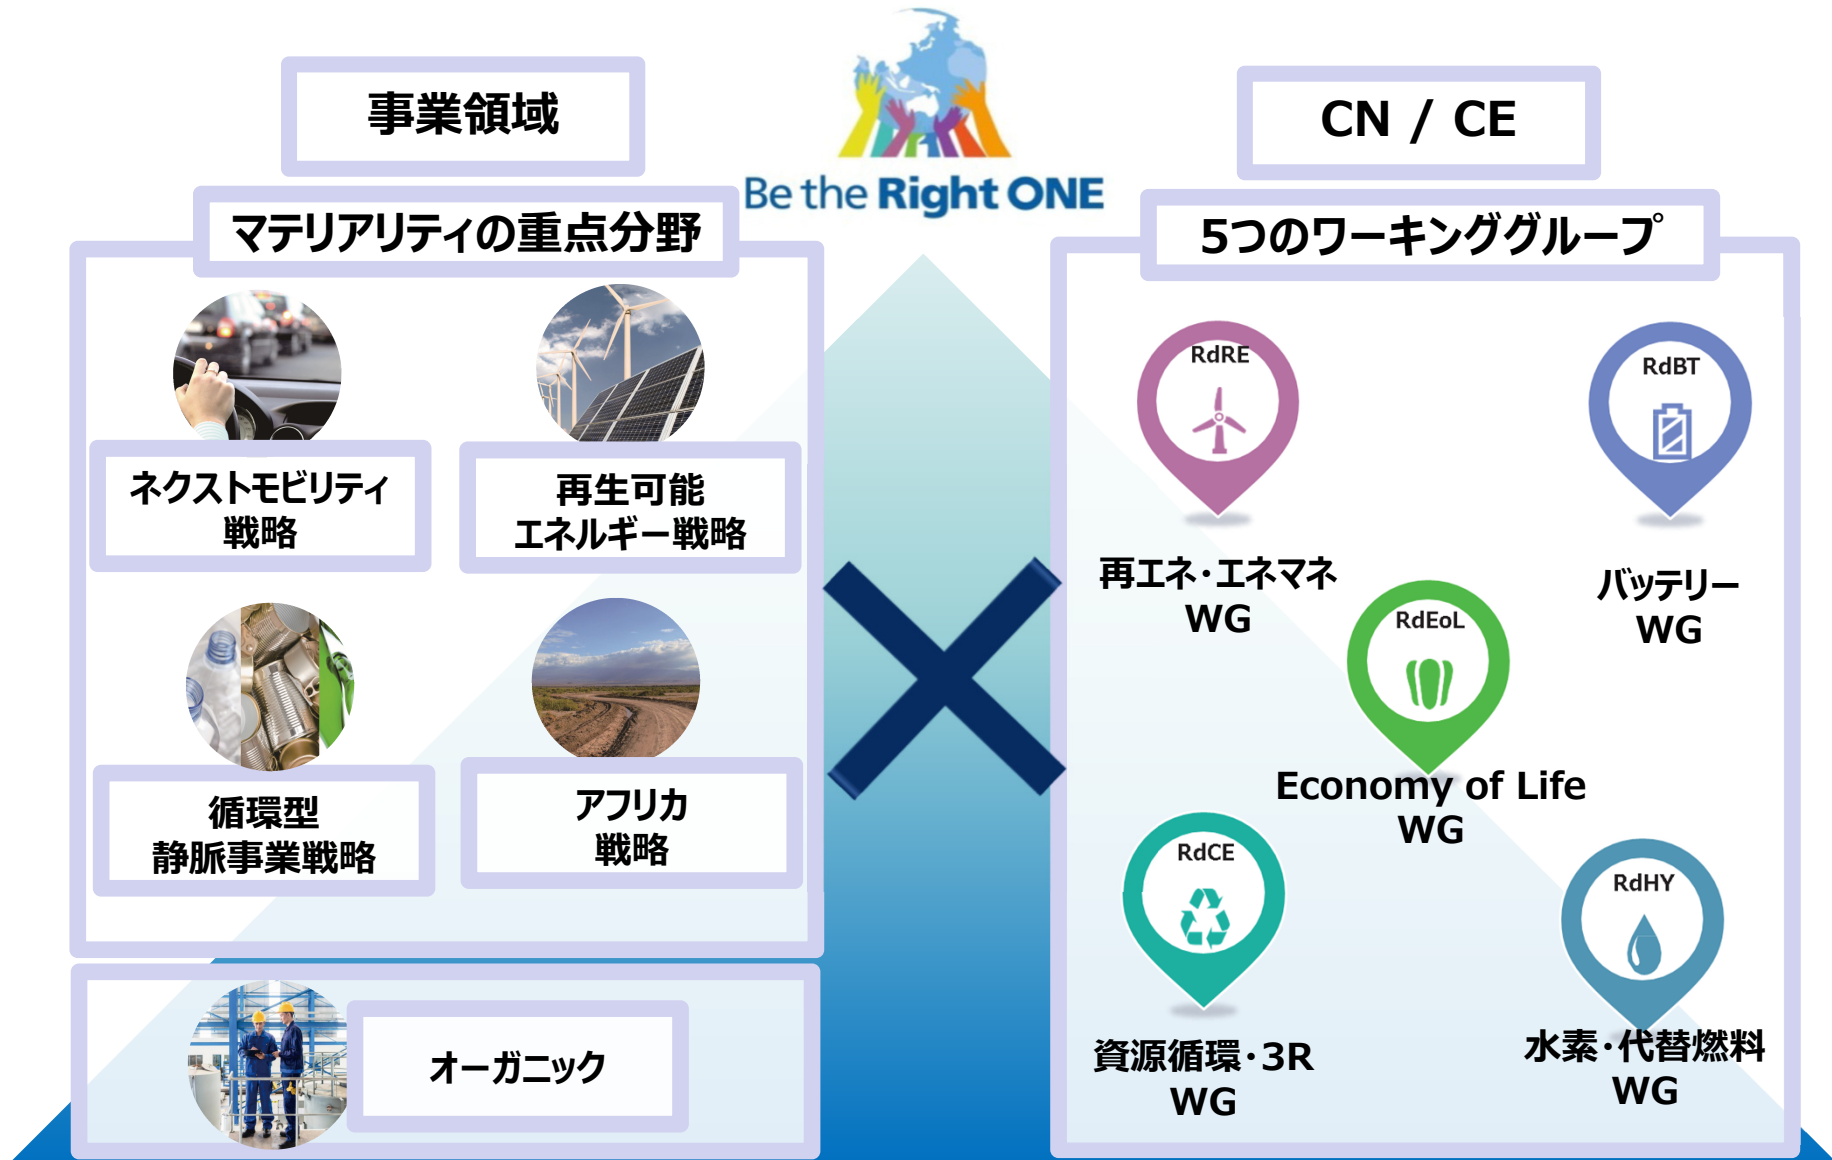 事業領域
Be the Right ONE
CN / CE
マテリアリティの重点分野
ネクストモビリティ
戦略
再生可能
エネルギー戦略
循環型
静脈事業戦略
アフリカ
戦略
オーガニック
5つのワーキンググループ
RdRE
再エネ・エネマネ
WG
RdBT
バッテリー
WG
RdEoL
Economy of Life
WG
RdCE
資源循環・3R
WG
RdHY
水素・代替燃料
WG